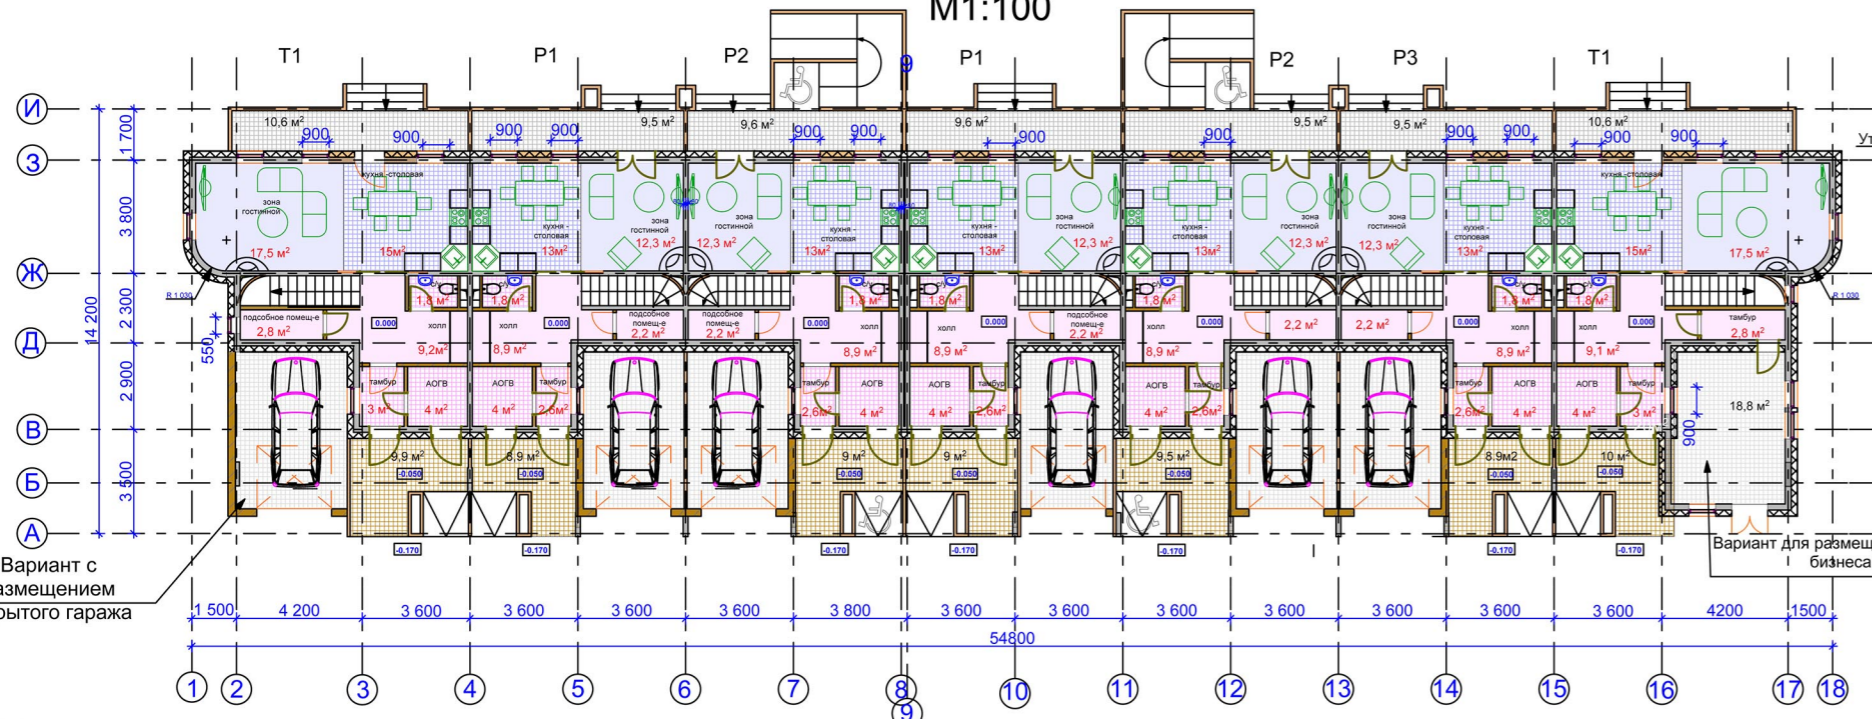 М1:100
Т1 Р1 Р2 Р1 Р2 Р3 Т1
9
И
10,6 м² 9,5 м² 9,6 м² 9,6 м² 9,5 м² 9,5 м² 10,6 м²
900 900 900 900 900 900 900 900 900 900 900 900
1 700
З
кухня -столовая кухня -столовая
зона гостиной
зона гостиной
зона гостиной
зона гостиной
зона гостиной
зона гостиной
зона гостиной
кухня - столовая
кухня - столовая
кухня - столовая
кухня - столовая
кухня - столовая
3 800
17,5 м² 15м² 13м² 12,3 м² 12,3 м² 13м² 13м² 12,3 м² 13м² 12,3 м² 12,3 м² 13м² 15м² 17,5 м²
Ж
R 1 030 R 1 030
1,8 м² 1,8 м² 1,8 м² 1,8 м² 1,8 м² 1,8 м² 1,8 м²
14 200
2 300
подсобное помещ-е
подсобное помещ-е
подсобное помещ-е
подсобное помещ-е
тамбур
0.000 0.000 0.000 0.000 0.000 0.000 0.000
холл холл холл холл холл холл холл
2,8 м² 2,2 м² 2,2 м² 2,2 м² 2,2 м² 2,2 м² 2,8 м²
9,2м² 8,9 м² 8,9 м² 8,9 м² 8,9 м² 8,9 м² 9,1 м²
Д
550
2 900
тамбур АОГВ АОГВ тамбур тамбур АОГВ АОГВ тамбур АОГВ тамбур тамбур АОГВ АОГВ тамбур
3 м² 4 м² 4 м² 2,6м² 2,6м² 4 м² 4 м² 2,6м² 4 м² 2,6м² 2,6м² 4 м² 4 м² 3 м²
18,8 м²
900
В
9,9 м² 8,9 м² 9 м² 9 м² 9,5 м² 8.9м2 10 м²
-0.050 -0.050 -0.050 -0.050 -0.050 -0.050 -0.050
Б
3 500
А
-0.170 -0.170 -0.170 -0.170 -0.170 -0.170 -0.170
Вариант с
азмещением
рытого гаража
Вариант для размещ
бизнеса
1 500 4 200 3 600 3 600 3 600 3 600 3 800 3 600 3 600 3 600 3 600 3 600 3 600 3 600 4200 1500
54800
1 2 3 4 5 6 7 8 10 11 12 13 14 15 16 17 18
9